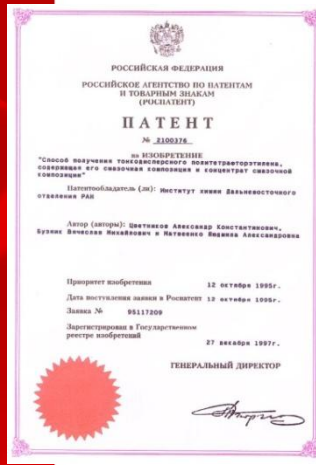 РОССИЙСКАЯ ФЕДЕРАЦИЯ
РОССИЙСКОЕ АГЕНТСТВО ПО ПАТЕНТАМ
И ТОВАРНЫМ ЗНАКАМ
(РОСПАТЕНТ)
ПАТЕНТ
№ 2100376
на ИЗОБРЕТЕНИЕ
"Способ получения тонкодисперсного политетрафторэтилена,
содержащая его смазочная композиция и концентрат смазочной
композиции"
Патентообладатель (ли): Институт химии Дальневосточного
отделения РАН
Автор (авторы): Цветников Александр Константинович,
Бузник Вячеслав Михайлович и Матвеенко Людмила Александровна
Приоритет изобретения 12 октября 1995г.
Дата поступления заявки в Роспатент 12 октября 1995г.
Заявка № 95117209
Зарегистрирован в Государственном
реестре изобретений
27 декабря 1997г.
ГЕНЕРАЛЬНЫЙ ДИРЕКТОР